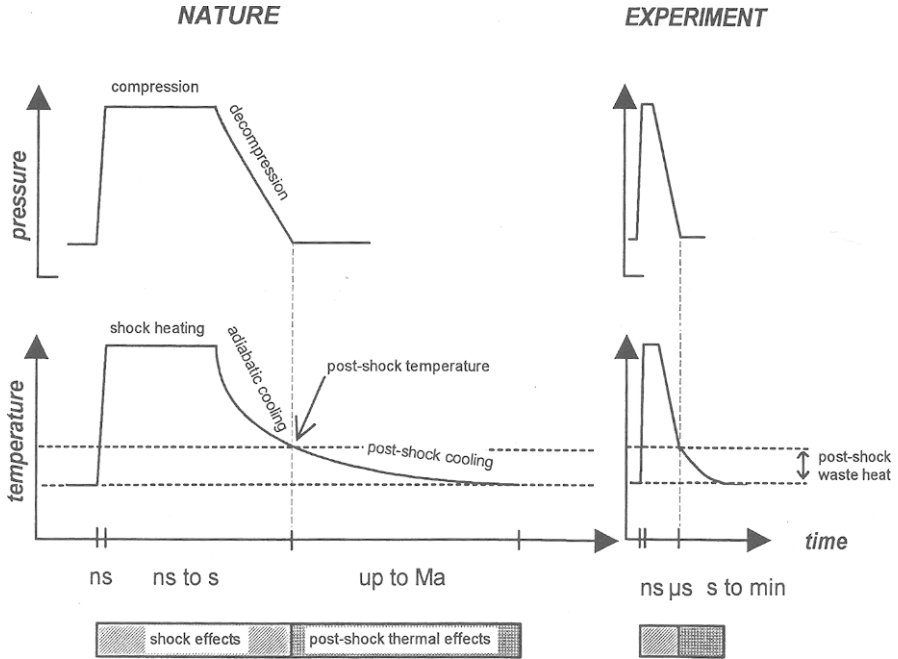 NATURE
EXPERIMENT
compression
decompression
pressure
shock heating
adiabatic cooling
post-shock temperature
post-shock cooling
temperature
post-shock
waste heat
time
ns
ns to s
up to Ma
ns µs s to min
shock effects
post-shock thermal effects